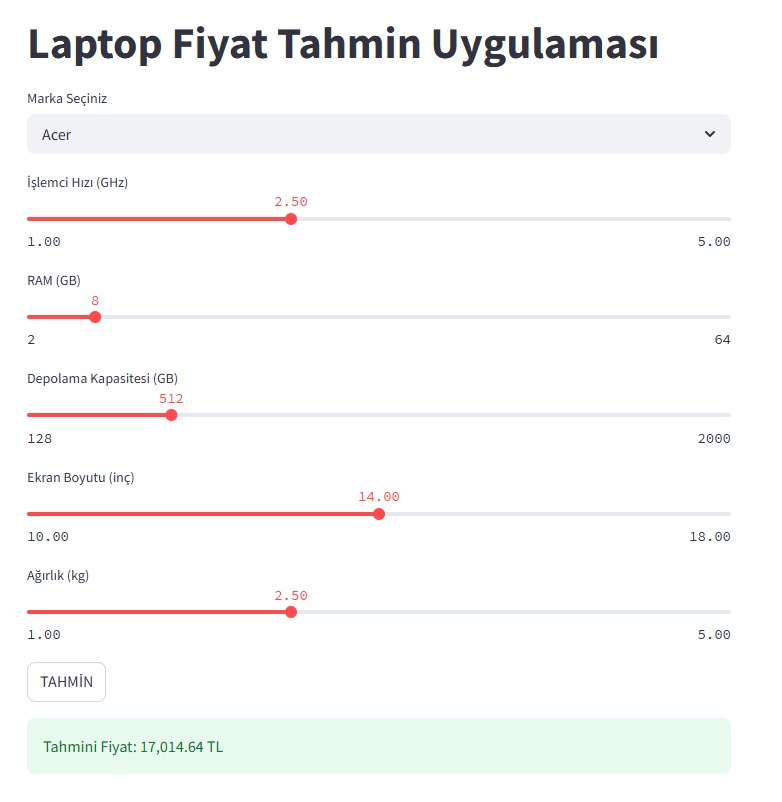 Laptop Fiyat Tahmin Uygulaması
Marka Seçiniz
Acer
İşlemci Hızı (GHz)
2.50
1.00 5.00
RAM (GB)
8
2 64
Depolama Kapasitesi (GB)
512
128 2000
Ekran Boyutu (inç)
14.00
10.00 18.00
Ağırlık (kg)
2.50
1.00 5.00
TAHMİN
Tahmini Fiyat: 17,014.64 TL